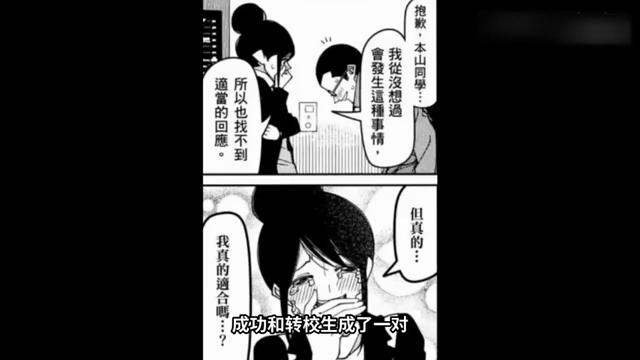 抱歉，本山同學…
我從沒想過
會發生這種事情，
所以也找不到
適當的回應。
但真的…
我真的適合嗎…？
成功和转校生成了一对